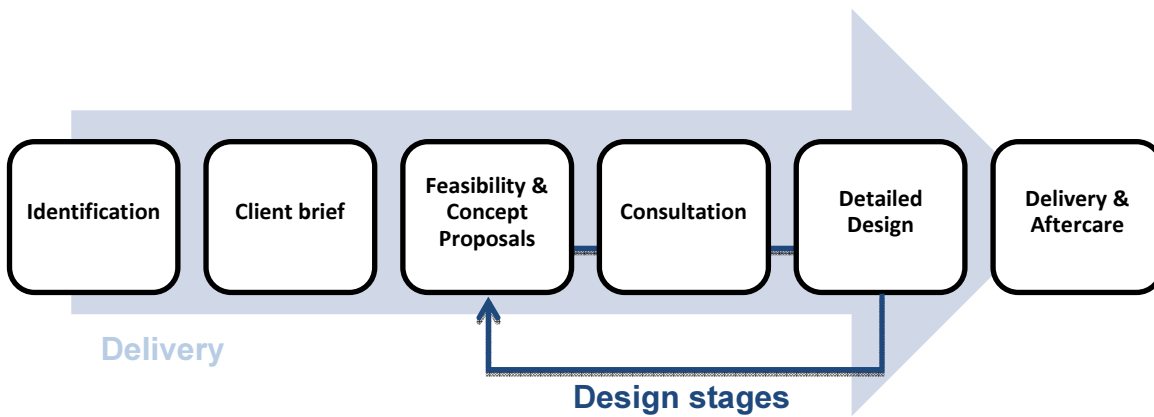 Identification
Client brief
Feasibility &
Concept
Proposals
Consultation
Detailed
Design
Delivery &
Aftercare
Delivery
Design stages